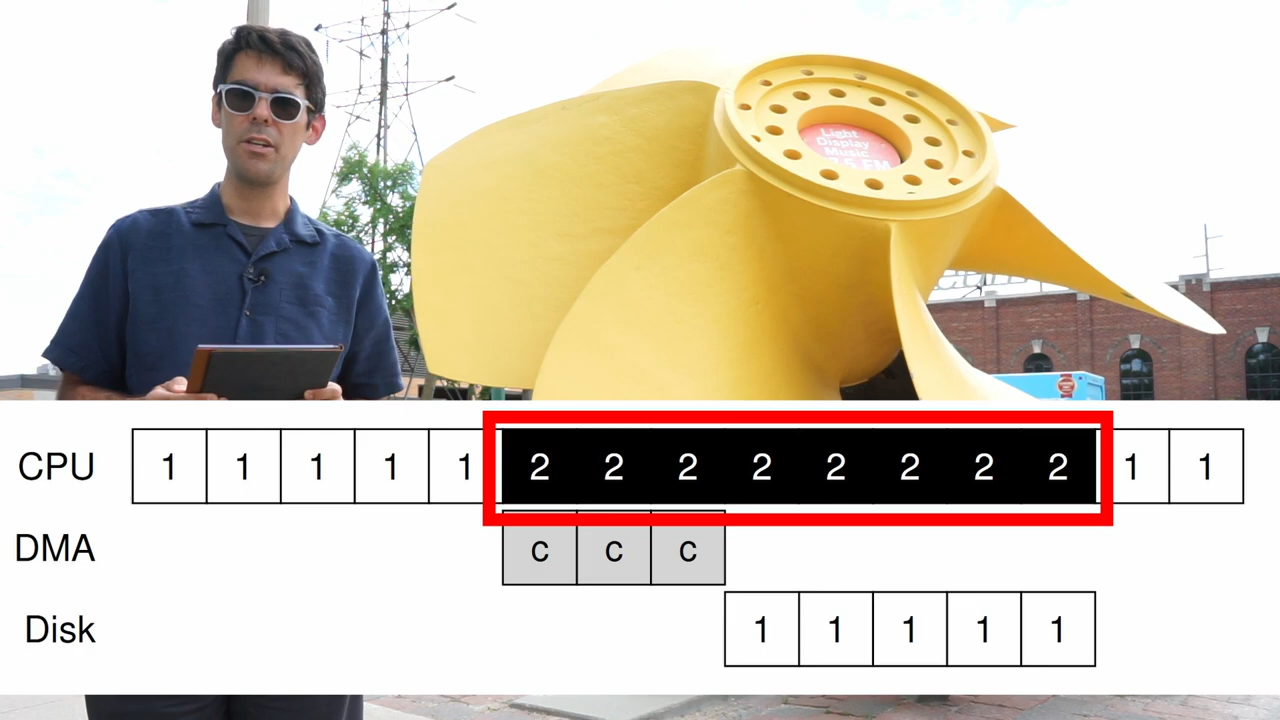 Light
Display
Music
CPU 1 1 1 1 1 2 2 2 2 2 2 2 2 1 1
DMA c c c
Disk 1 1 1 1 1